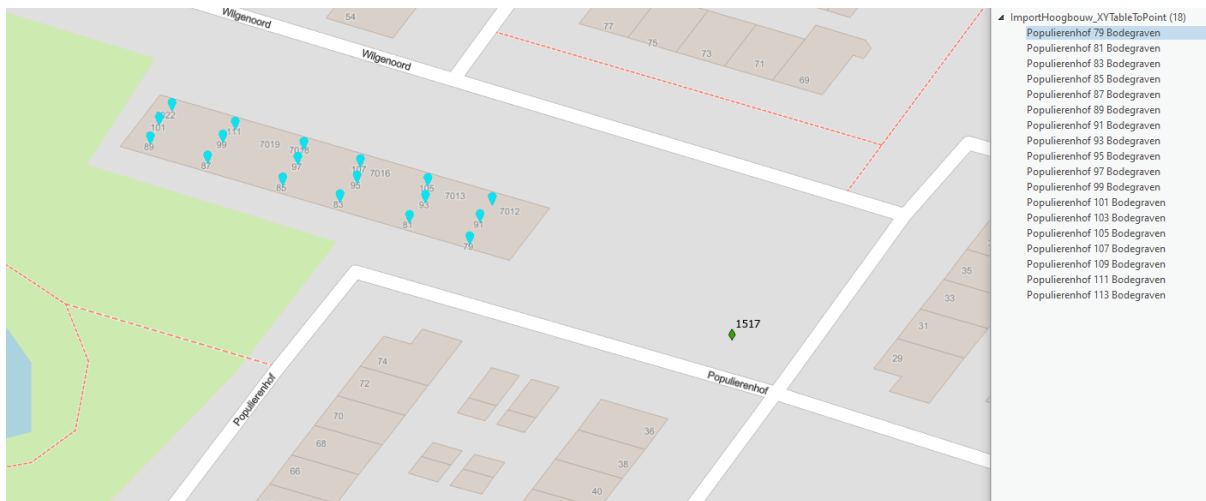 Wilgenoord
54
Wilgenoord
77
75
73
71
69
101
89
111
99
87
7019
97
85
107
7016
95
83
105
7013
93
81
7012
91
79
1517
Populierenhof
Populierenhof
74
72
70
68
66
36
38
40
35
33
31
29
ImportHoogbouw_XYTableToPoint (18)
Populierenhof 79 Bodegraven
Populierenhof 81 Bodegraven
Populierenhof 83 Bodegraven
Populierenhof 85 Bodegraven
Populierenhof 87 Bodegraven
Populierenhof 89 Bodegraven
Populierenhof 91 Bodegraven
Populierenhof 93 Bodegraven
Populierenhof 95 Bodegraven
Populierenhof 97 Bodegraven
Populierenhof 99 Bodegraven
Populierenhof 101 Bodegraven
Populierenhof 103 Bodegraven
Populierenhof 105 Bodegraven
Populierenhof 107 Bodegraven
Populierenhof 109 Bodegraven
Populierenhof 111 Bodegraven
Populierenhof 113 Bodegraven